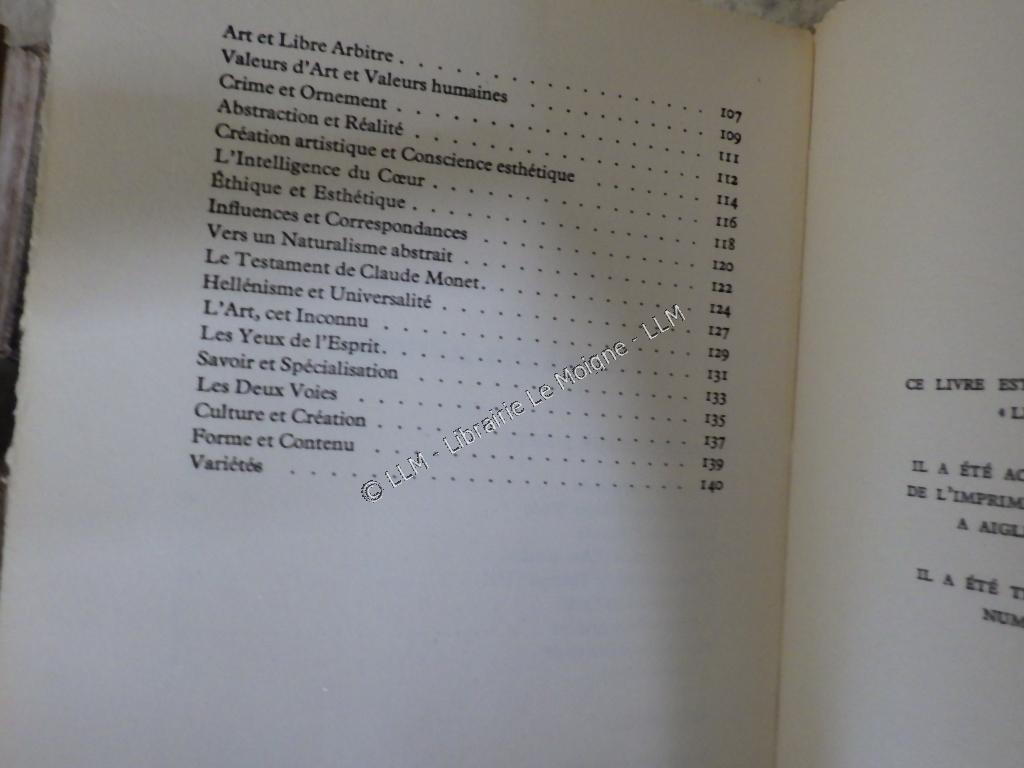 Art et Libre Arbitre . . . . . . . . . . . . . . . . 107
Valeurs d'Art et Valeurs humaines . . . . . . . . . 109
Crime et Ornement . . . . . . . . . . . . . . . . 111
Abstraction et Réalité . . . . . . . . . . . . . . . 112
Création artistique et Conscience esthétique . . . . . . 114
L'Intelligence du Cœur . . . . . . . . . . . . . . 116
Éthique et Esthétique . . . . . . . . . . . . . . . 118
Influences et Correspondances . . . . . . . . . . . . 120
Vers un Naturalisme abstrait . . . . . . . . . . . . 122
Le Testament de Claude Monet . . . . . . . . . . . . 124
Hellénisme et Universalité . . . . . . . . . . . . . 127
L'Art, cet Inconnu . . . . . . . . . . . . . . . . 129
Les Yeux de l'Esprit . . . . . . . . . . . . . . . . 131
Savoir et Spécialisation . . . . . . . . . . . . . . 133
Les Deux Voies . . . . . . . . . . . . . . . . . 135
Culture et Création . . . . . . . . . . . . . . . . 137
Forme et Contenu . . . . . . . . . . . . . . . . 139
Variétés . . . . . . . . . . . . . . . . . . . . 140
© LLM - Librairie Le Moigne - LLM
CE LIVRE EST
IL A ÉTÉ
DE
A
IL A ÉTÉ